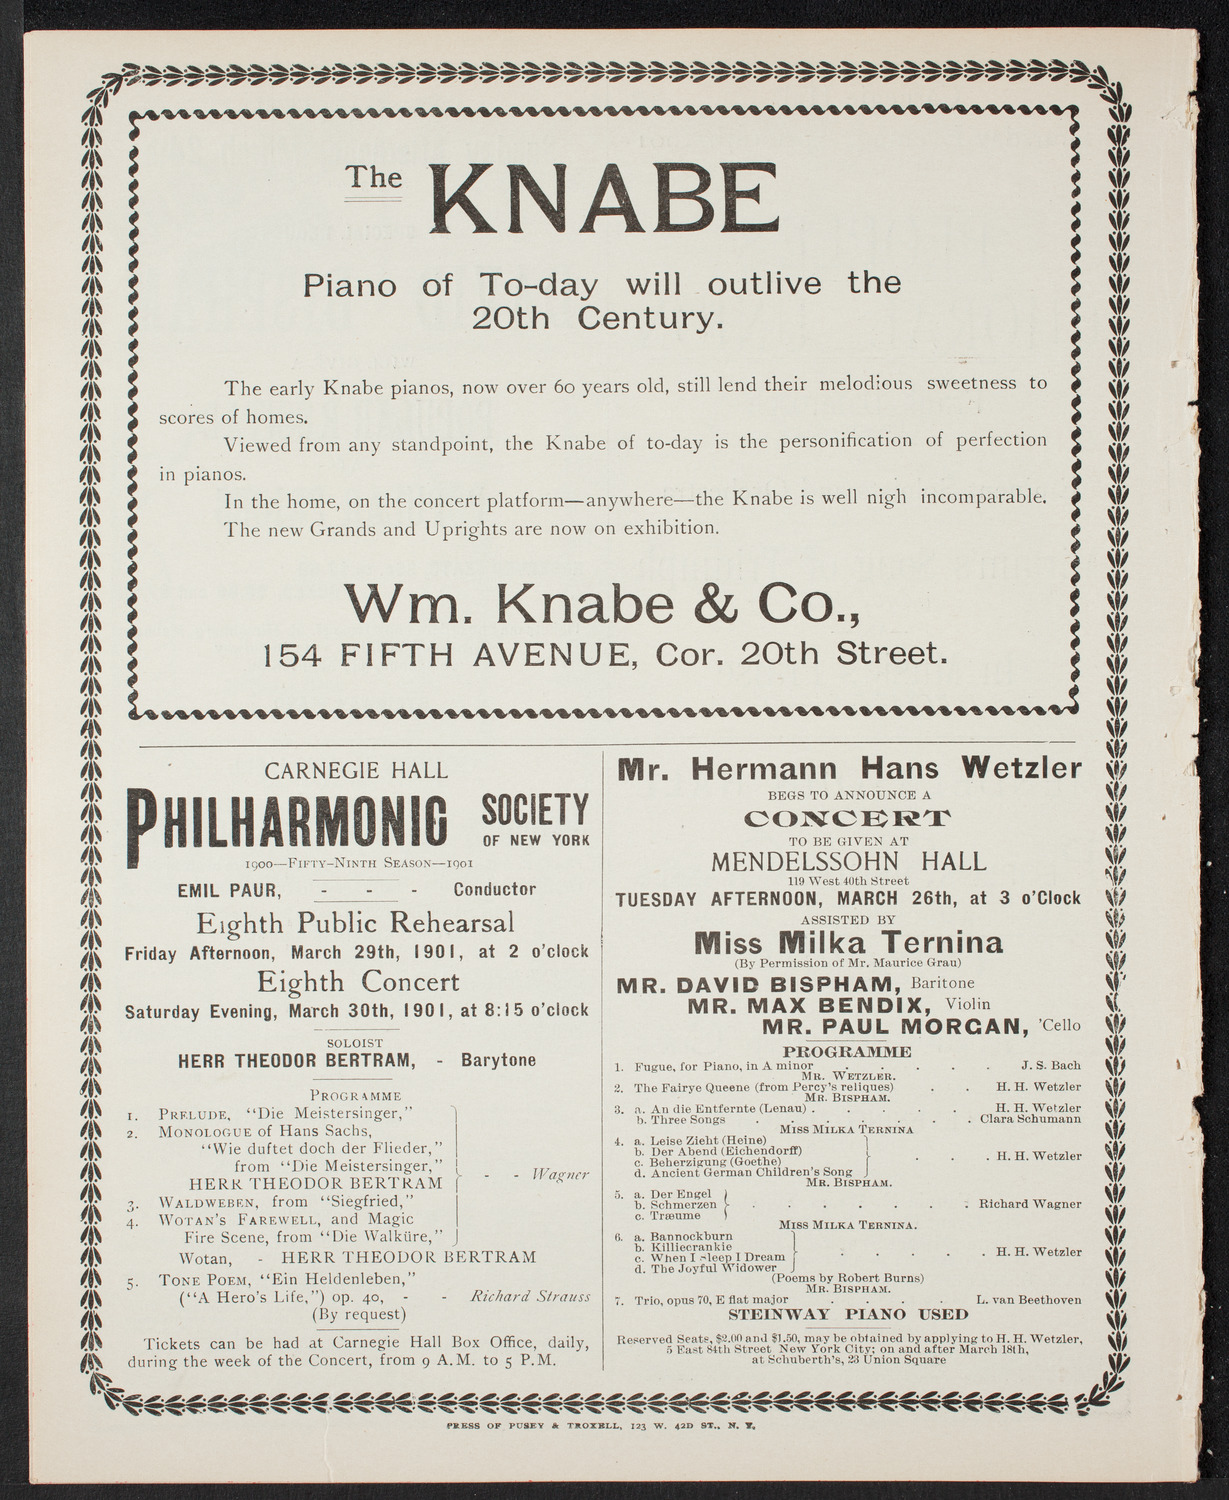 The KNABE
Piano of To-day will outlive the
20th Century.
The early Knabe pianos, now over 60 years old, still lend their melodious sweetness to
scores of homes.
Viewed from any standpoint, the Knabe of to-day is the personification of perfection
in pianos.
In the home, on the concert platform—anywhere—the Knabe is well nigh incomparable.
The new Grands and Uprights are now on exhibition.
Wm. Knabe & Co.,
154 FIFTH AVENUE, Cor. 20th Street.
CARNEGIE HALL
PHILHARMONIC SOCIETY
OF NEW YORK
1900—FIFTY-NINTH SEASON—1901
EMIL PAUR, - - - Conductor
Eighth Public Rehearsal
Friday Afternoon, March 29th, 1901, at 2 o'clock
Eighth Concert
Saturday Evening, March 30th, 1901, at 8:15 o'clock
SOLOIST
HERR THEODOR BERTRAM, - Barytone
PROGRAMME
1. PRELUDE, "Die Meistersinger,"
2. MONOLOGUE of Hans Sachs,
"Wie duftet doch der Flieder,"
from "Die Meistersinger,"
HERR THEODOR BERTRAM - - Wagner
3. WALDWEBEN, from "Siegfried,"
4. WOTAN'S FAREWELL, and Magic
Fire Scene, from "Die Walküre,"
Wotan, - HERR THEODOR BERTRAM
5. TONE POEM, "Ein Heldenleben,"
("A Hero's Life,") op. 40, - - Richard Strauss
(By request)
Tickets can be had at Carnegie Hall Box Office, daily,
during the week of the Concert, from 9 A.M. to 5 P.M.
Mr. Hermann Hans Wetzler
BEGS TO ANNOUNCE A
CONCERT
TO BE GIVEN AT
MENDELSSOHN HALL
119 West 40th Street
TUESDAY AFTERNOON, MARCH 26th, at 3 o'Clock
ASSISTED BY
Miss Milka Ternina
(By Permission of Mr. Maurice Grau)
MR. DAVID BISPHAM, Baritone
MR. MAX BENDIX, Violin
MR. PAUL MORGAN, 'Cello
PROGRAMME
1. Fugue, for Piano, in A minor . . . . . J. S. Bach
MR. WETZLER.
2. The Fairye Queene (from Percy's reliques) . . H. H. Wetzler
MR. BISPHAM.
3. a. An die Entfernte (Lenau) . . . . . H. H. Wetzler
b. Three Songs . . . . . . Clara Schumann
MISS MILKA TERNINA
4. a. Leise Zieht (Heine)
b. Der Abend (Eichendorff)
c. Beherzigung (Goethe) . . . H. H. Wetzler
d. Ancient German Children's Song
MR. BISPHAM.
5. a. Der Engel
b. Schmerzen . . . . . . . Richard Wagner
c. Træume
MISS MILKA TERNINA.
6. a. Bannockburn
b. Killiecrankie
c. When I sleep I Dream . . . . H. H. Wetzler
d. The Joyful Widower
(Poems by Robert Burns)
MR. BISPHAM.
7. Trio, opus 70, E flat major . . . . L. van Beethoven
STEINWAY PIANO USED
Reserved Seats, $2.00 and $1.50, may be obtained by applying to H. H. Wetzler,
5 East 84th Street New York City; on and after March 18th,
at Schuberth's, 23 Union Square
PRESS OF PUSEY & TROXELL, 123 W. 42D ST., N. Y.